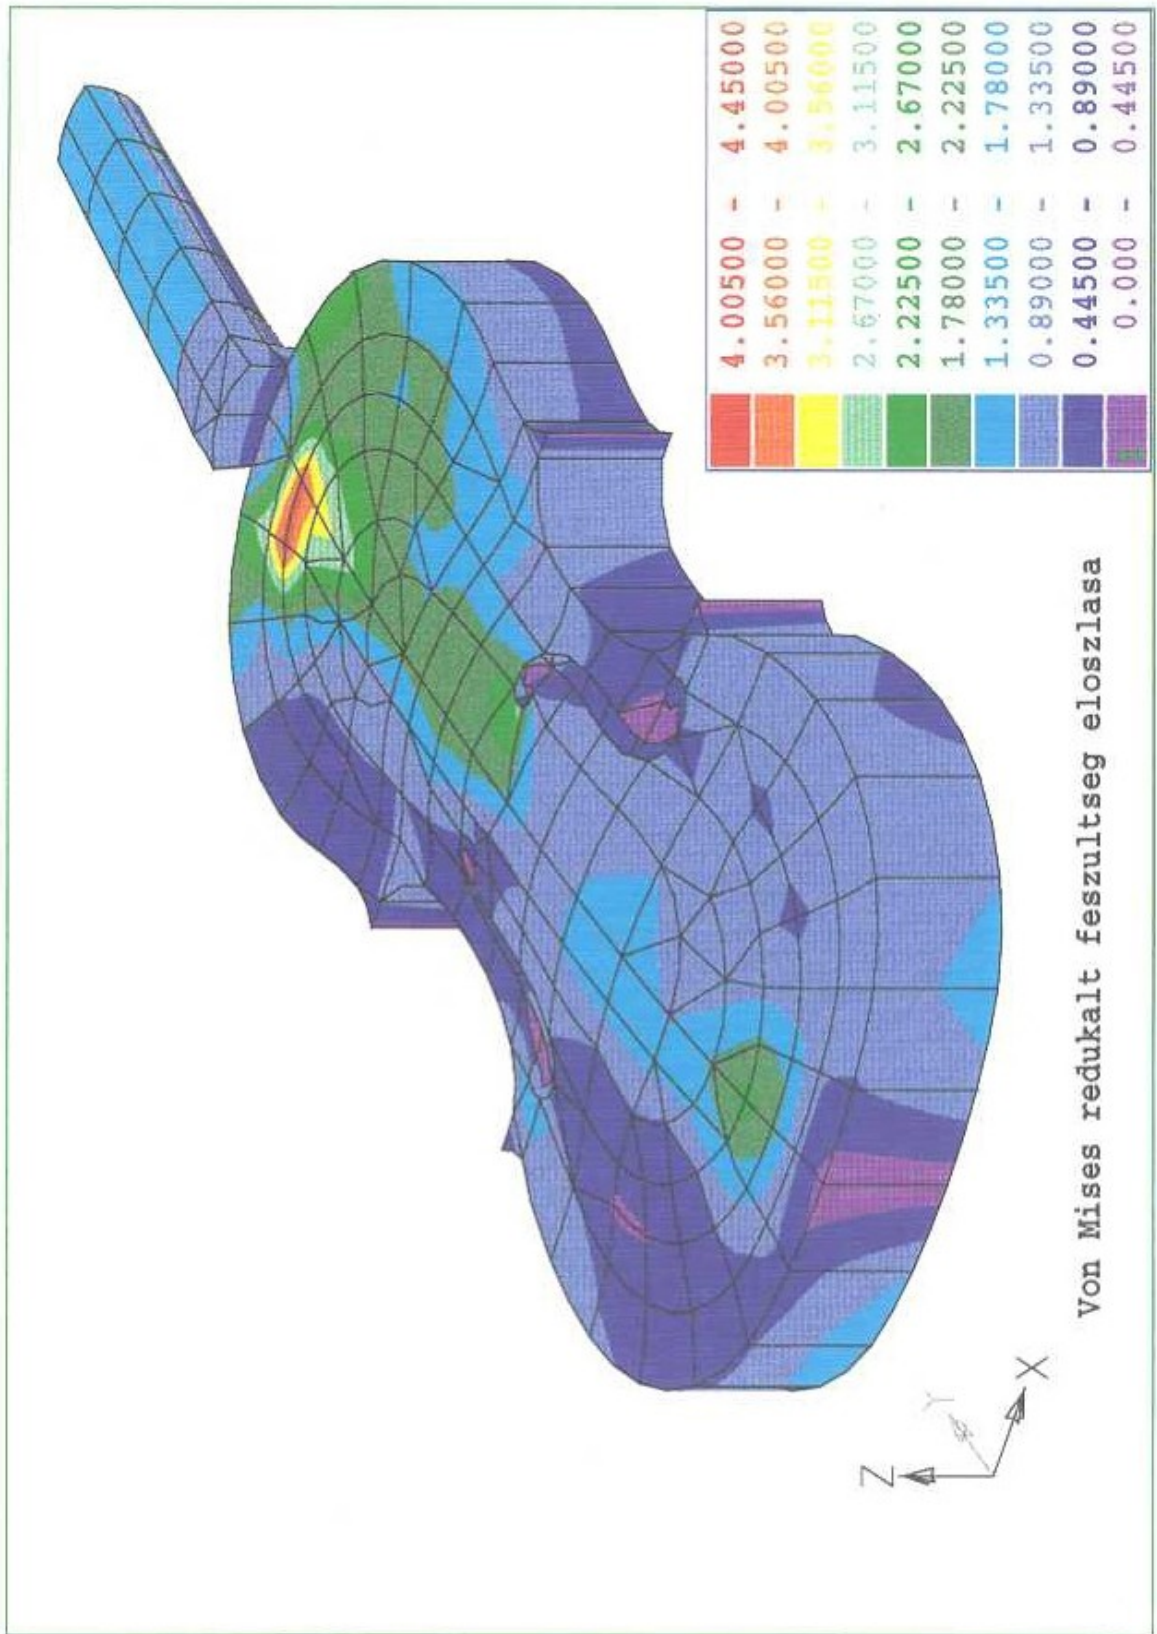 4.00500 - 4.45000
3.56000 - 4.00500
3.11500 - 3.56000
2.67000 - 3.11500
2.22500 - 2.67000
1.78000 - 2.22500
1.33500 - 1.78000
0.89000 - 1.33500
0.44500 - 0.89000
0.000 - 0.44500
Z
Y
X
Von Mises redukalt feszultseg eloszlasa